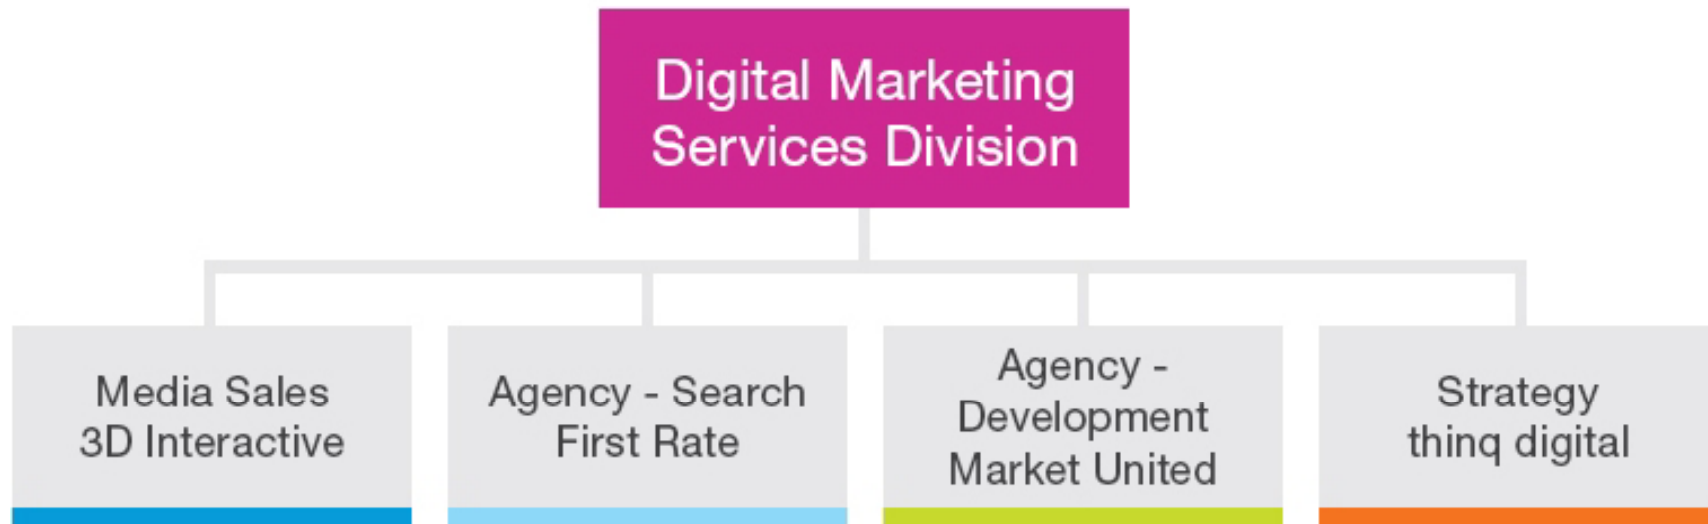 Digital Marketing
Services Division
Media Sales
3D Interactive
Agency - Search
First Rate
Agency -
Development
Market United
Strategy
thinq digital